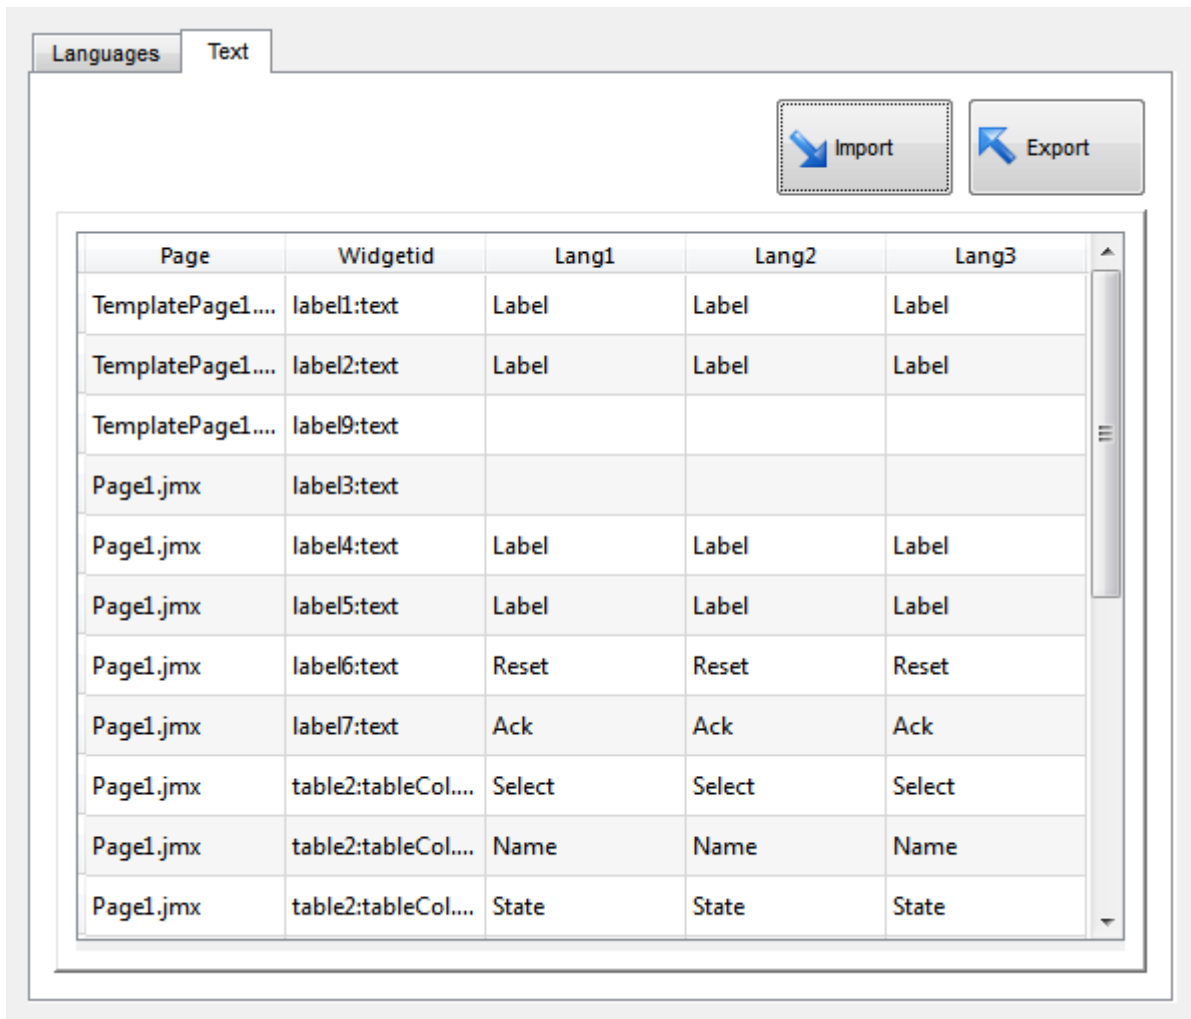 Languages Text
Import Export
Page Widgetid Lang1 Lang2 Lang3
TemplatePage1.... label1:text Label Label Label
TemplatePage1.... label2:text Label Label Label
TemplatePage1.... label9:text
Page1.jmx label3:text
Page1.jmx label4:text Label Label Label
Page1.jmx label5:text Label Label Label
Page1.jmx label6:text Reset Reset Reset
Page1.jmx label7:text Ack Ack Ack
Page1.jmx table2:tableCol.... Select Select Select
Page1.jmx table2:tableCol.... Name Name Name
Page1.jmx table2:tableCol.... State State State